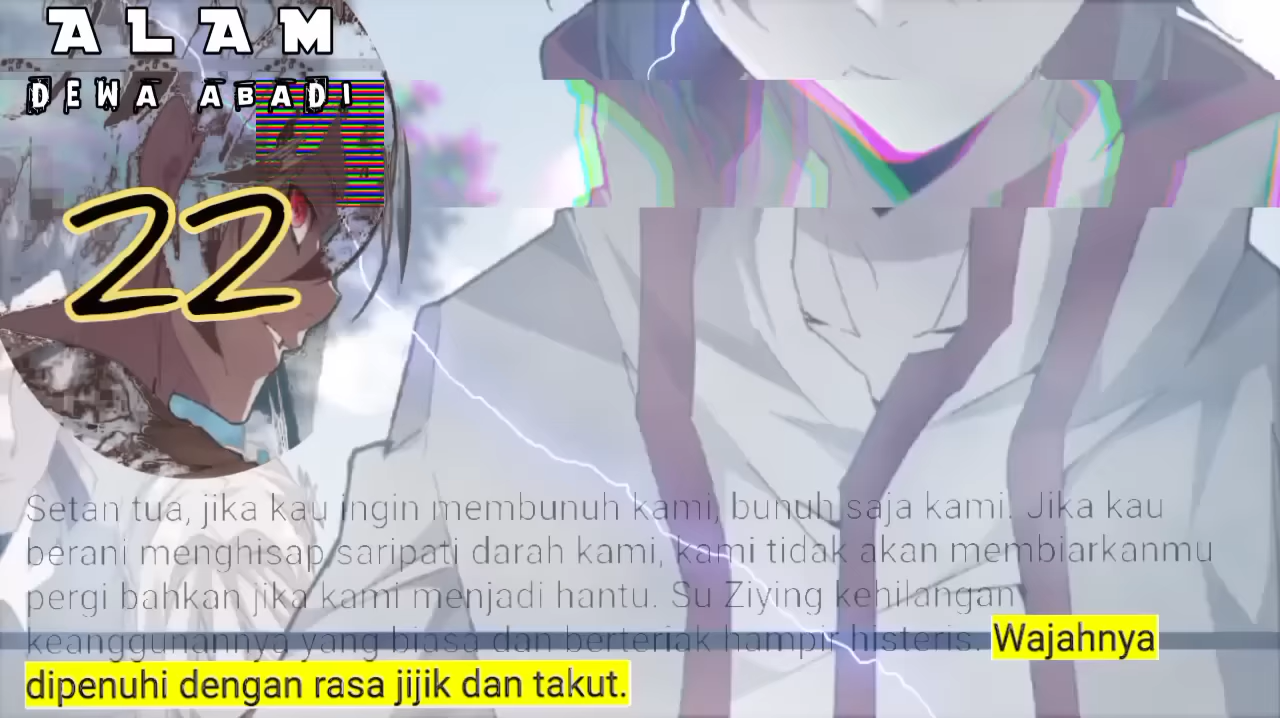 ALAM
DEWA ABADI
22
Setan tua, jika kau ingin membunuh kami, bunuh saja kami. Jika kau
berani menghisap saripati darah kami, kami tidak akan membiarkanmu
pergi bahkan jika kami menjadi hantu. Su Ziying kehilangan
keanggunannya yang biasa dan berteriak hampir histeris. Wajahnya
dipenuhi dengan rasa jijik dan takut.